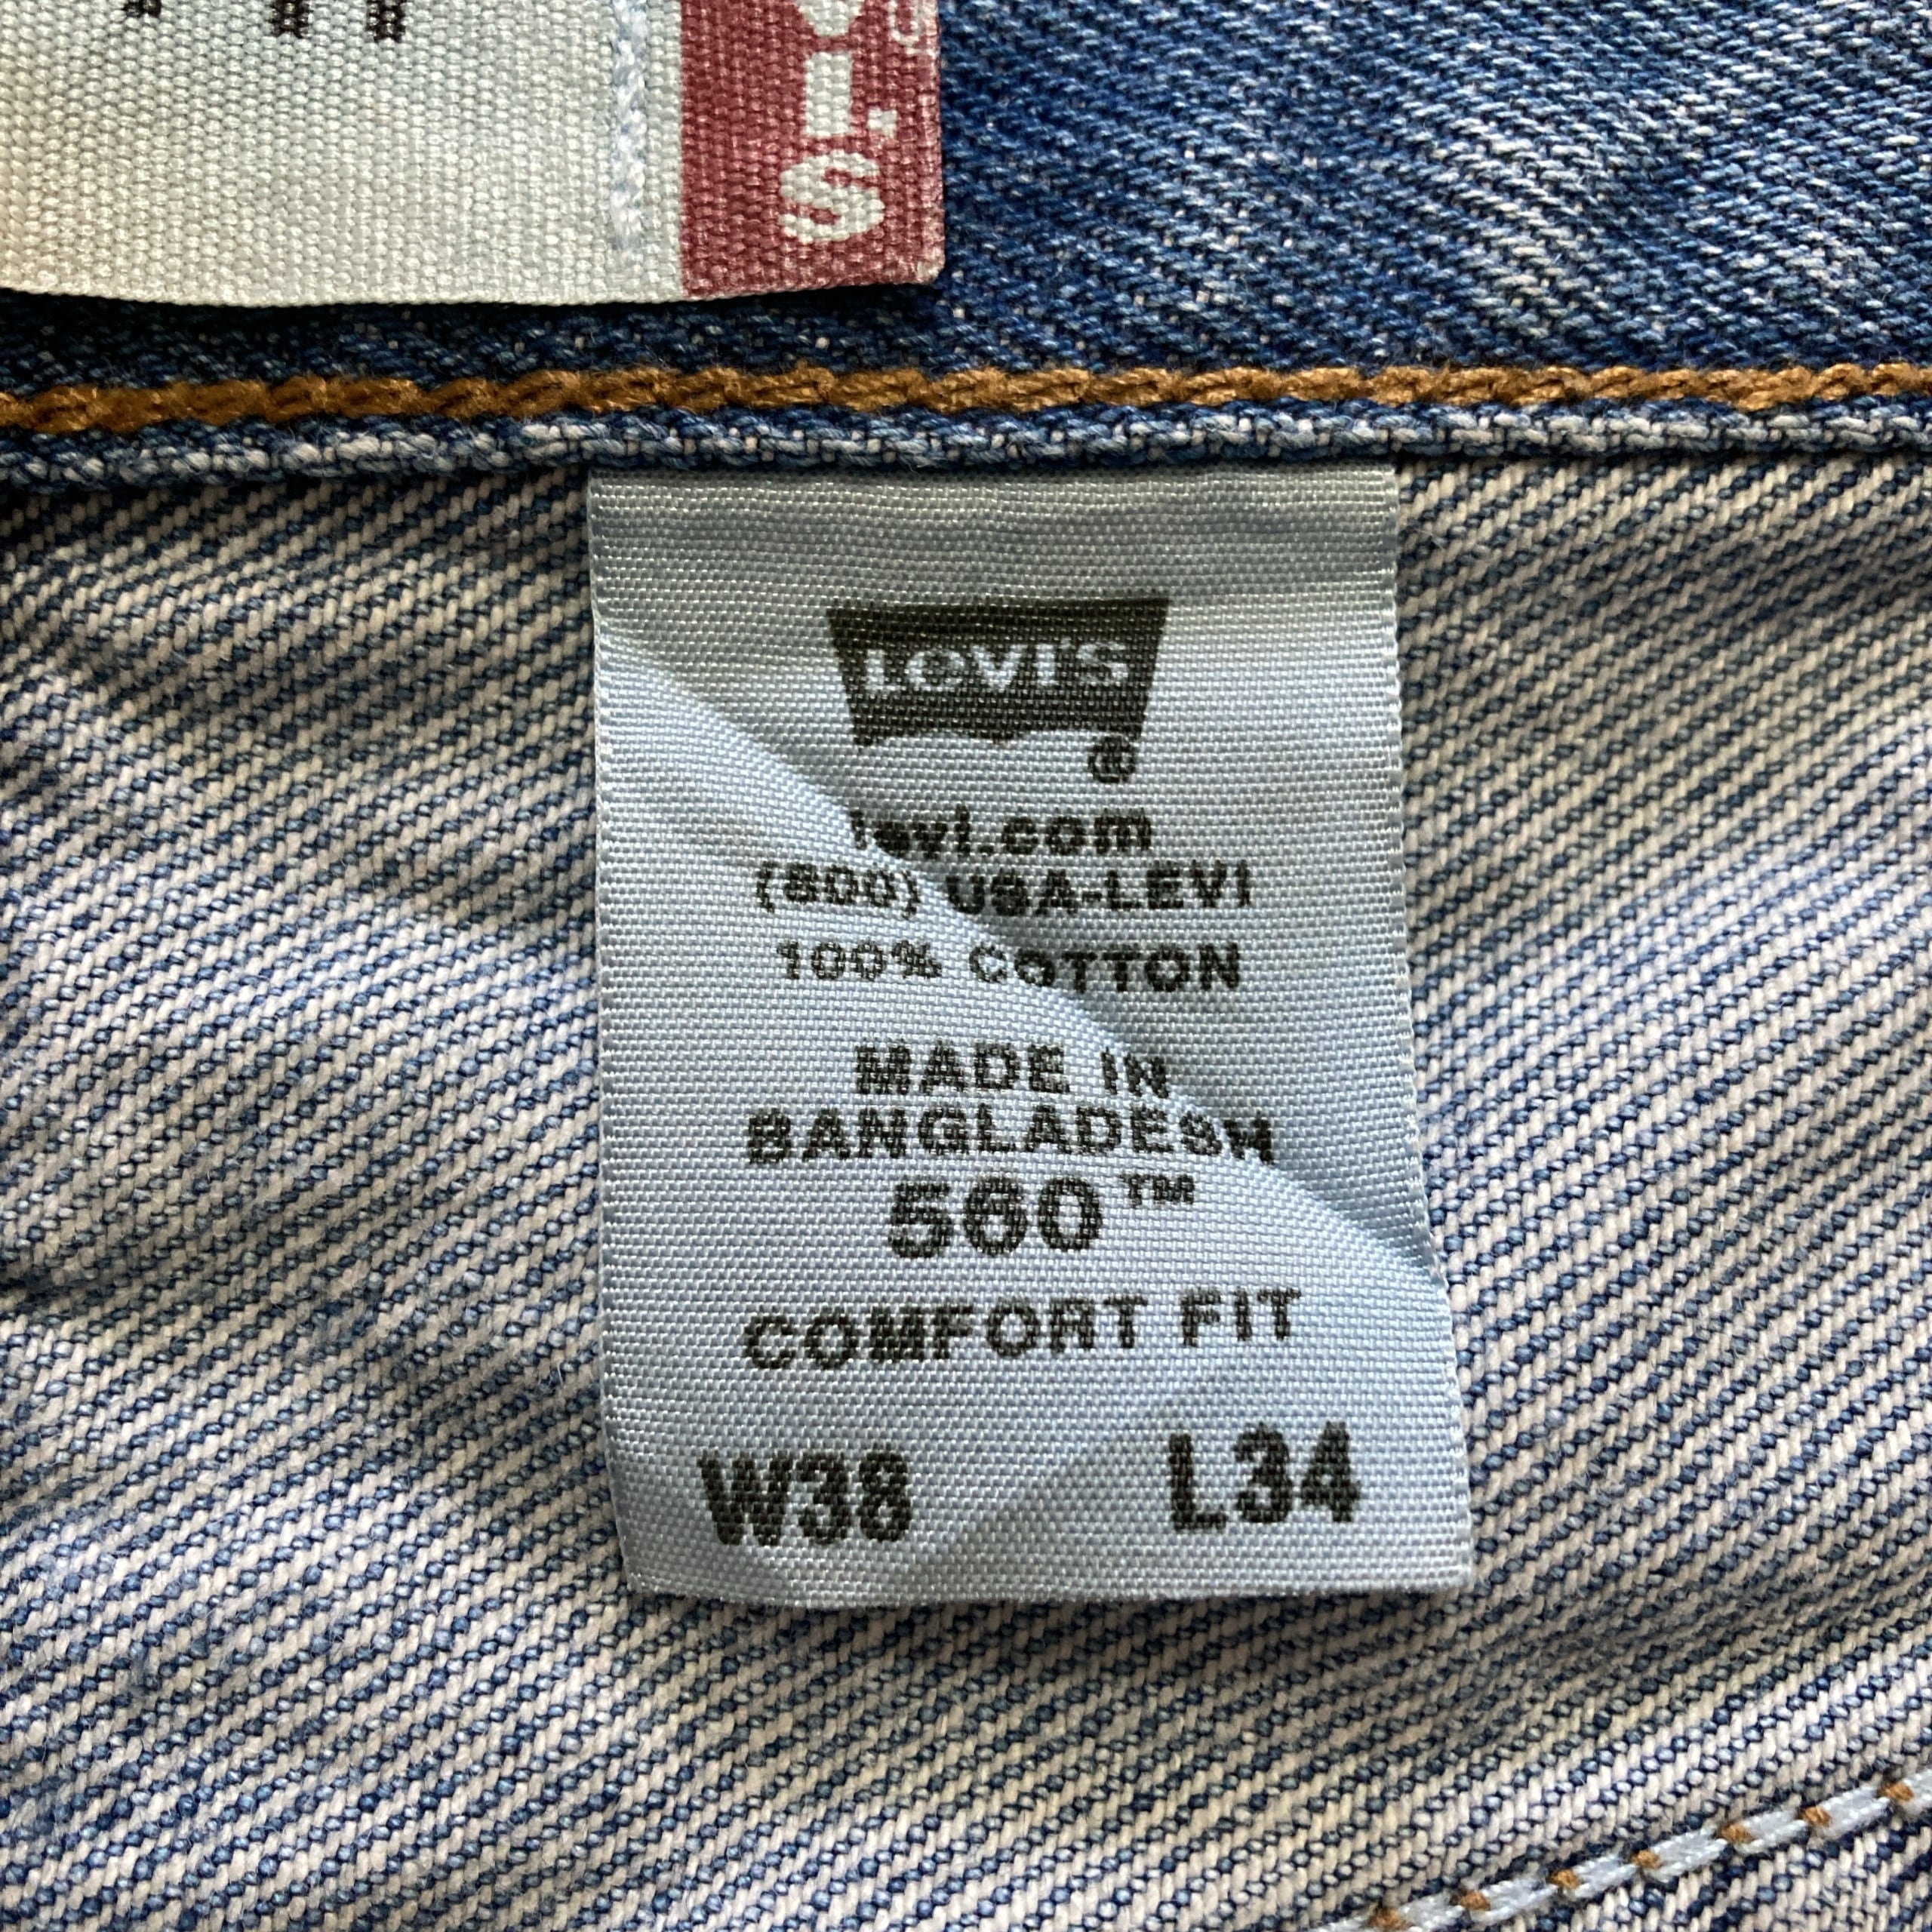 LEVI'S
®
levi.com
(800) USA-LEVI
100% COTTON
MADE IN
BANGLADESH
560™
COMFORT FIT
W38 L34